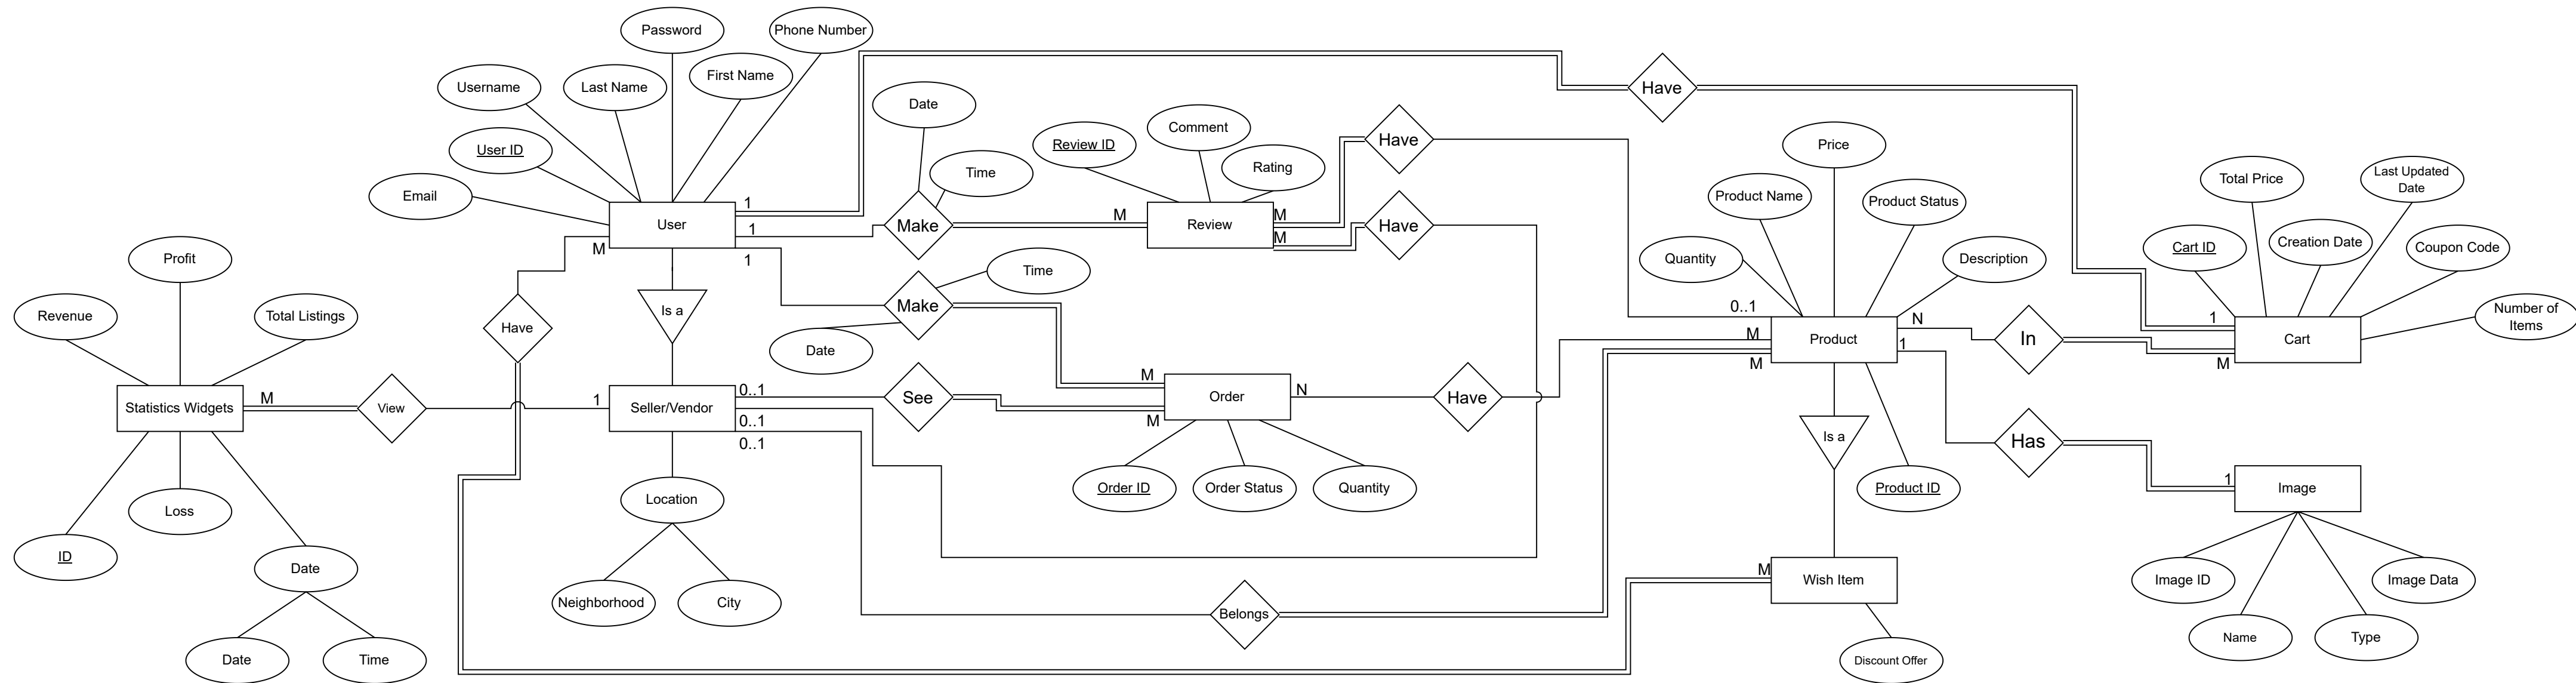 Password
Phone Number
First Name
Username
Last Name
Have
Date
Comment
Review ID
Have
Price
User ID
Rating
Time
Total Price
Last Updated
Date
Email
Product Name
Product Status
1
M
M
User
1
Make
Review
M
Have
Cart ID
Creation Date
Coupon Code
M
1
Profit
Quantity
Description
Time
Revenue
Total Listings
Is a
Make
0..1
N
1
Number of
Items
Have
M
Product
1
In
Cart
Date
M
M
M
0..1
N
Statistics Widgets
M
View
1
Seller/Vendor
See
Order
Have
0..1
M
0..1
Is a
Has
1
Location
Order ID
Order Status
Quantity
Product ID
Image
Loss
ID
Date
M
Wish Item
Image ID
Image Data
Neighborhood
City
Belongs
Name
Type
Date
Time
Discount Offer